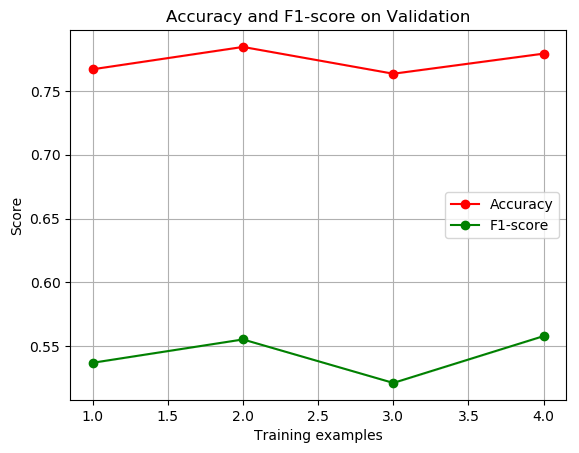 Accuracy and F1-score on Validation
Score
0.75
0.70
0.65
0.60
0.55
Accuracy
F1-score
1.0 1.5 2.0 2.5 3.0 3.5 4.0
Training examples